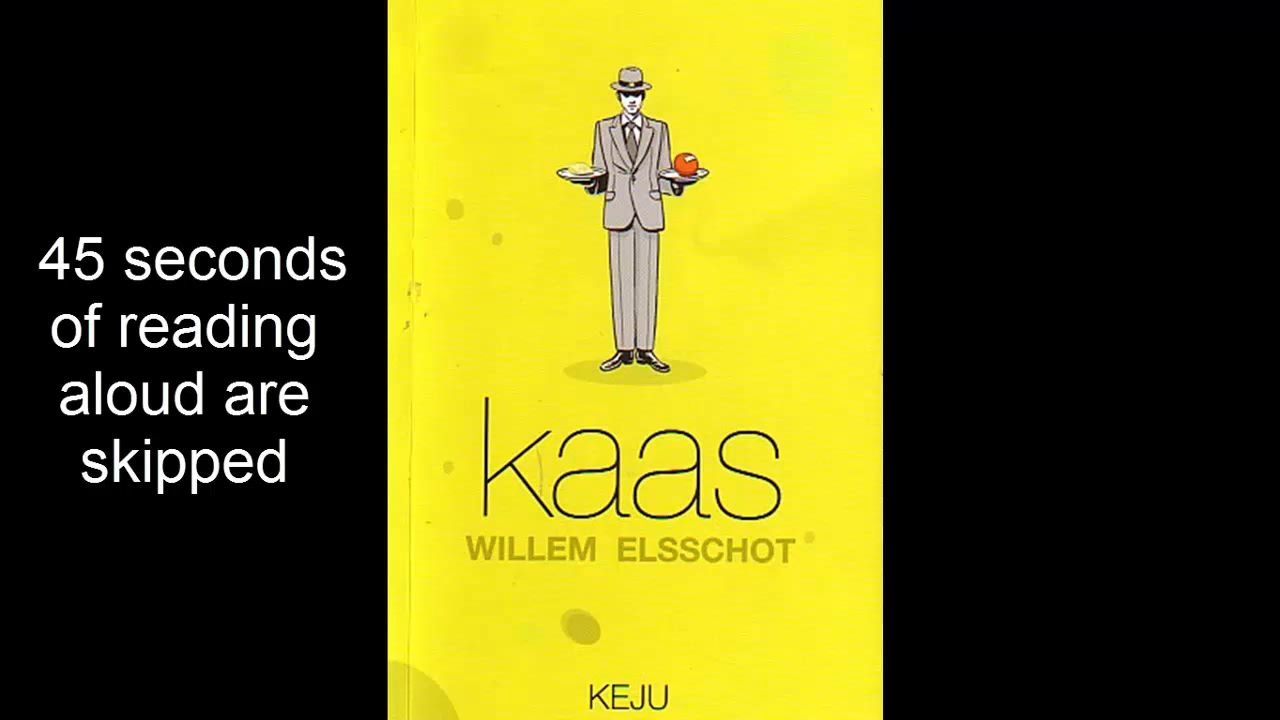 45 seconds
of reading
aloud are
skipped
kaas
WILLEM ELSSCHOT
KEJU